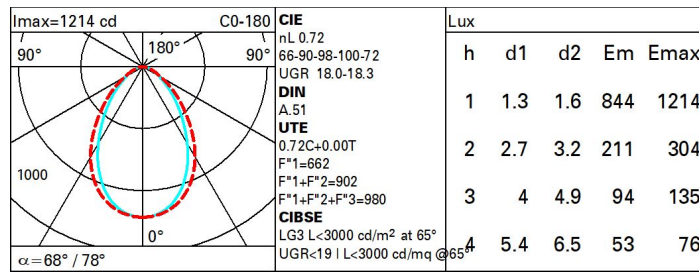 Imax=1214 cd C0-180
90° 180° 90°
1000
0°
α=68° / 78°
CIE
nL 0.72
66-90-98-100-72
UGR 18.0-18.3
DIN
A.51
UTE
0.72C+0.00T
F"1=662
F"1+F"2=902
F"1+F"2+F"3=980
CIBSE
LG3 L<3000 cd/m² at 65°
UGR<19 | L<3000 cd/mq @65°
Lux
h d1 d2 Em Emax
1 1.3 1.6 844 1214
2 2.7 3.2 211 304
3 4 4.9 94 135
4 5.4 6.5 53 76